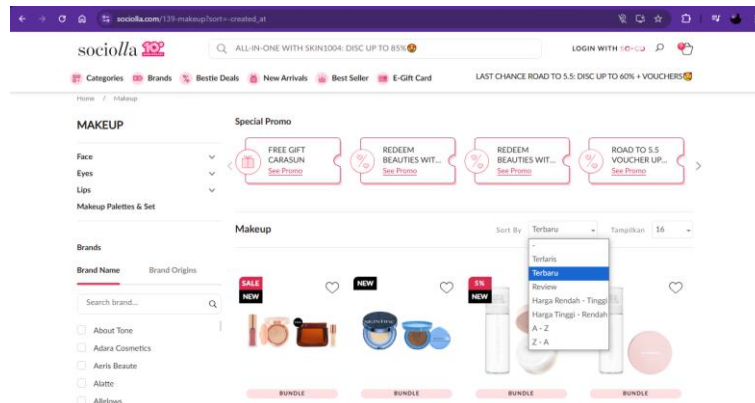 sociolla.com/139-makeup?sort=-created_at
sociolla
ALL-IN-ONE WITH SKIN1004: DISC UP TO 85%
LOGIN WITH SO-CO
Categories
Brands
Bestie Deals
New Arrivals
Best Seller
E-Gift Card
LAST CHANCE ROAD TO 5.5: DISC UP TO 60% + VOUCHERS
Home / Makeup
MAKEUP
Face
Eyes
Lips
Makeup Palettes & Set
Special Promo
FREE GIFT
CARASUN
See Promo
REDEEM
BEAUTIES WIT...
See Promo
REDEEM
BEAUTIES WIT...
See Promo
ROAD TO 5.5
VOUCHER UP...
See Promo
Makeup
Sort By
Terbaru
Tampilkan
16
-
Terlaris
Terbaru
Review
Harga Rendah - Tinggi
Harga Tinggi - Rendah
A - Z
Z - A
Brands
Brand Name
Brand Origins
Search brand...
About Tone
Adara Cosmetics
Aeris Beaute
Alatte
Allglows
SALE
NEW
NEW
5%
NEW
BUNDLE
BUNDLE
BUNDLE
BUNDLE